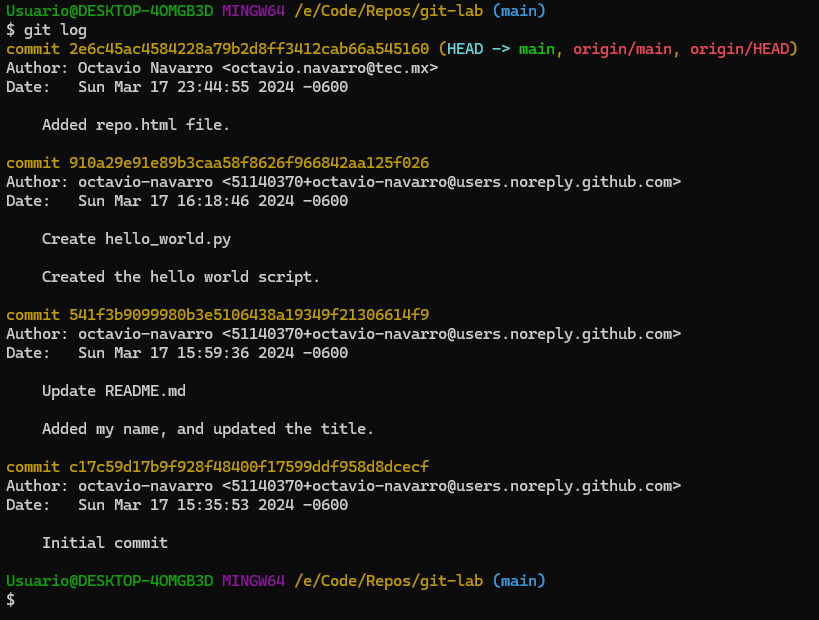 Usuario@DESKTOP-4OMGB3D MINGW64 /e/Code/Repos/git-lab (main)
$ git log
commit 2e6c45ac4584228a79b2d8ff3412cab66a545160 (HEAD -> main, origin/main, origin/HEAD)
Author: Octavio Navarro <octavio.navarro@tec.mx>
Date:   Sun Mar 17 23:44:55 2024 -0600

    Added repo.html file.

commit 910a29e91e89b3caa58f8626f966842aa125f026
Author: octavio-navarro <51140370+octavio-navarro@users.noreply.github.com>
Date:   Sun Mar 17 16:18:46 2024 -0600

    Create hello_world.py

    Created the hello world script.

commit 541f3b9099980b3e5106438a19349f21306614f9
Author: octavio-navarro <51140370+octavio-navarro@users.noreply.github.com>
Date:   Sun Mar 17 15:59:36 2024 -0600

    Update README.md

    Added my name, and updated the title.

commit c17c59d17b9f928f48400f17599ddf958d8dcecf
Author: octavio-navarro <51140370+octavio-navarro@users.noreply.github.com>
Date:   Sun Mar 17 15:35:53 2024 -0600

    Initial commit

Usuario@DESKTOP-4OMGB3D MINGW64 /e/Code/Repos/git-lab (main)
$